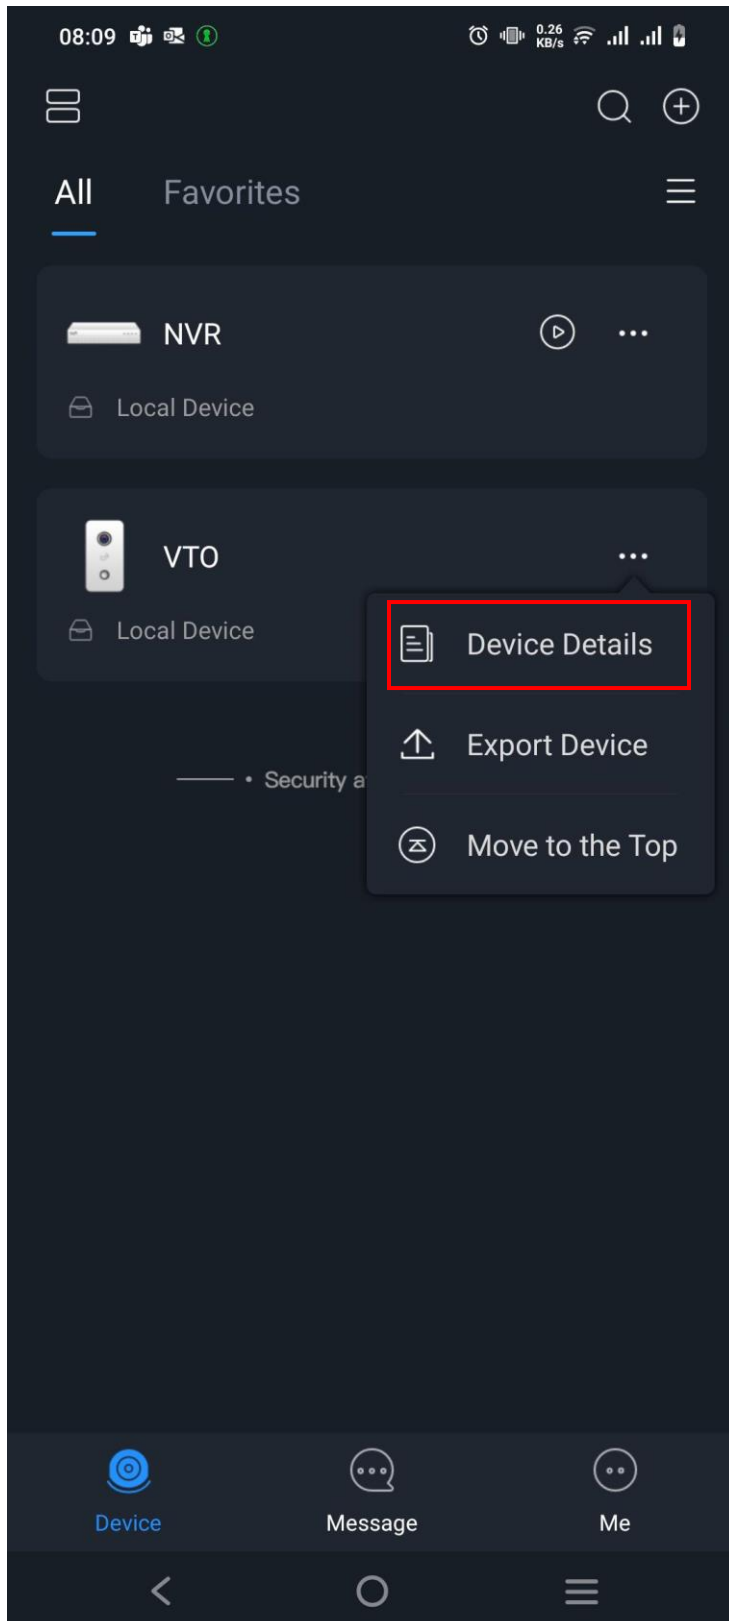 08:09
0.26
KB/s
All
Favorites
NVR
Local Device
VTO
Local Device
Device Details
Export Device
Security a
Move to the Top
Device
Message
Me